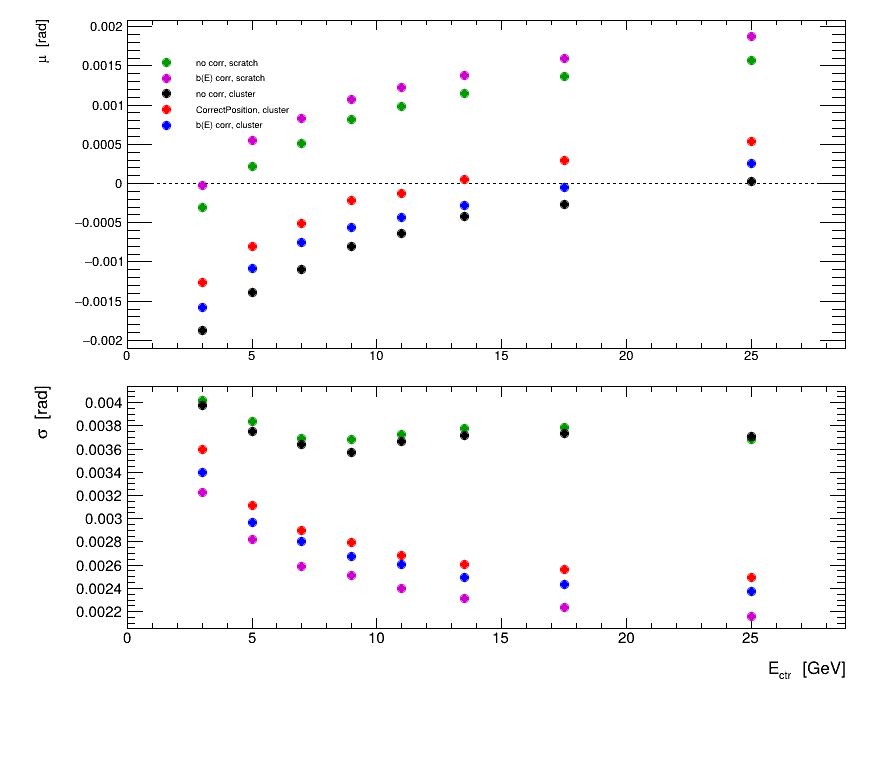 μ [rad]
0.002
0.0015
0.001
0.0005
0
−0.0005
−0.001
−0.0015
−0.002
no corr, scratch
b(E) corr, scratch
no corr, cluster
CorrectPosition, cluster
b(E) corr, cluster
0 5 10 15 20 25
σ [rad]
0.004
0.0038
0.0036
0.0034
0.0032
0.003
0.0028
0.0026
0.0024
0.0022
0 5 10 15 20 25
E_ctr [GeV]